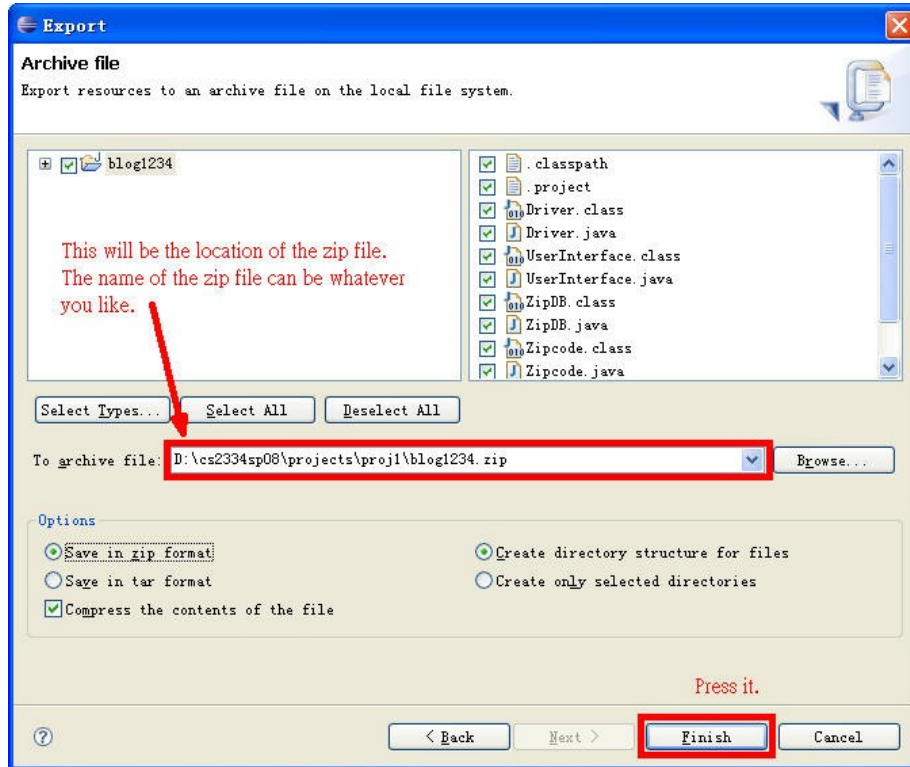 Export
Archive file
Export resources to an archive file on the local file system.
blog1234
This will be the location of the zip file.
The name of the zip file can be whatever
you like.
.classpath
.project
Driver.class
Driver.java
UserInterface.class
UserInterface.java
ZipDB.class
ZipDB.java
Zipcode.class
Zipcode.java
Select Types...
Select All
Deselect All
To archive file:
D:\cs2334sp08\projects\proj1\blog1234.zip
Browse...
Options
Save in zip format
Create directory structure for files
Save in tar format
Create only selected directories
Compress the contents of the file
Press it.
?
< Back
Next >
Finish
Cancel